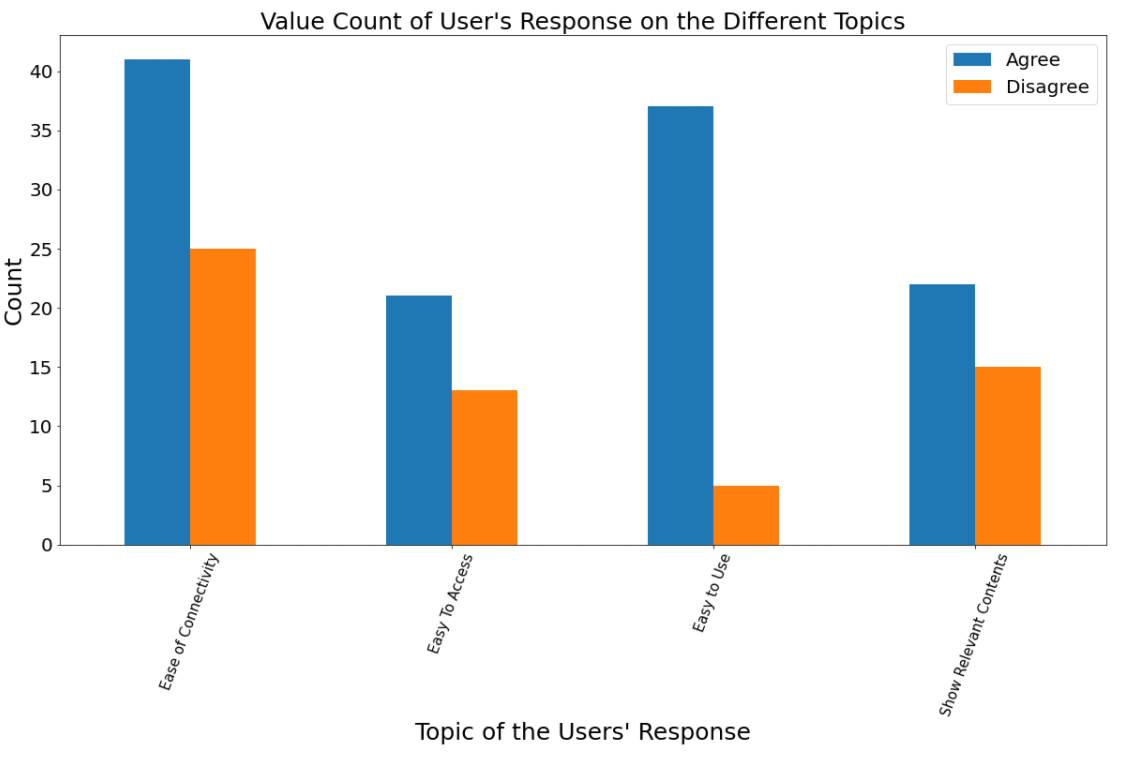 Value Count of User's Response on the Different Topics
Agree
Disagree
40
35
30
25
20
15
10
5
0
Count
Ease of Connectivity
Easy To Access
Easy to Use
Show Relevant Contents
Topic of the Users' Response